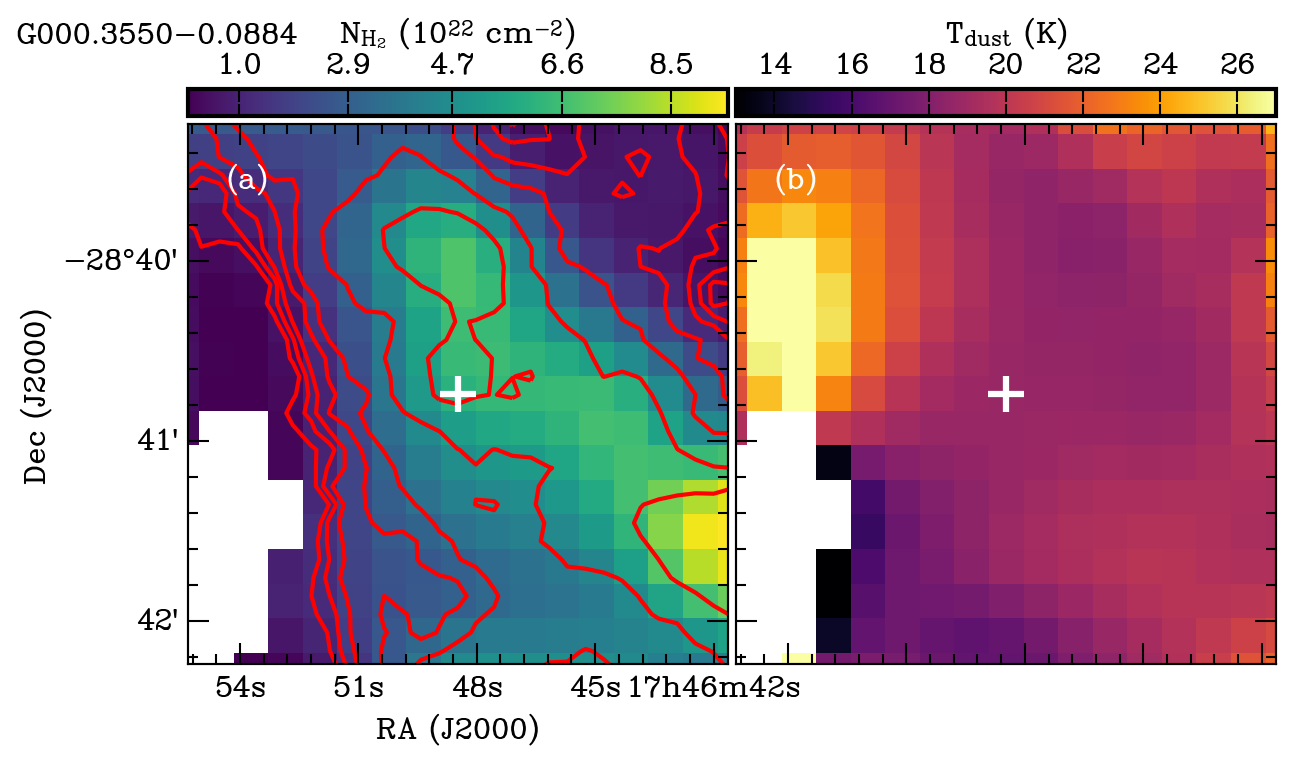 G000.3550−0.0884 N_H₂ (10²² cm⁻²) T_dust (K)
1.0 2.9 4.7 6.6 8.5 14 16 18 20 22 24 26
(a) (b)
−28°40'
41'
42'
Dec (J2000)
54s 51s 48s 45s 17h46m42s
RA (J2000)